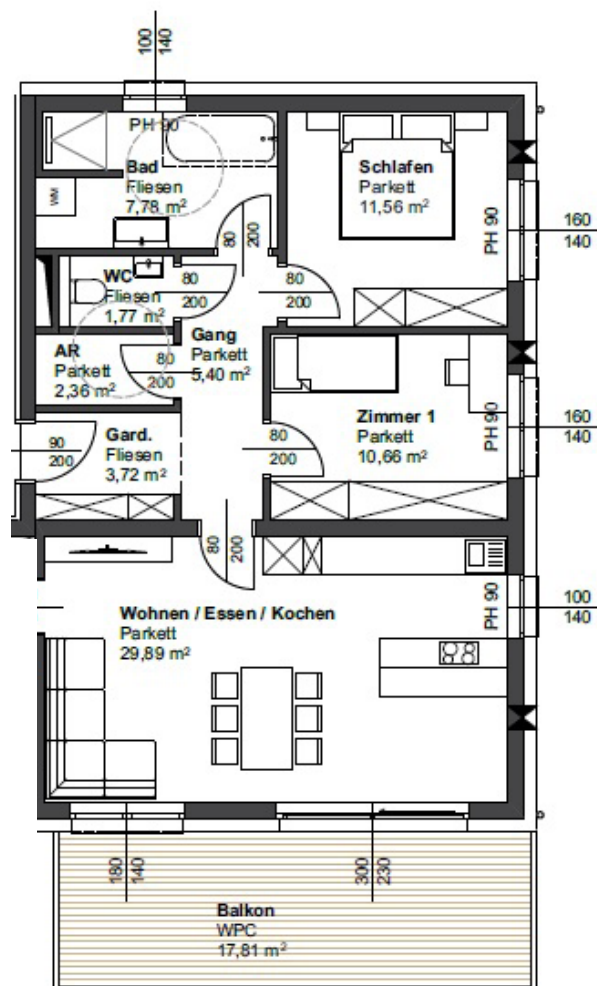 100
140
PH 90
Bad
Fliesen
7,78 m²
WM
80
200
Schlafen
Parkett
11,56 m²
PH 90
160
140
WC
Fliesen
1,77 m²
80
200
80
200
Gang
Parkett
5,40 m²
AR
Parkett
2,36 m²
80
200
Zimmer 1
Parkett
10,66 m²
PH 90
160
140
Gard.
Fliesen
3,72 m²
90
200
80
200
80
200
Wohnen / Essen / Kochen
Parkett
29,89 m²
PH 90
100
140
180
140
300
230
Balkon
WPC
17,81 m²